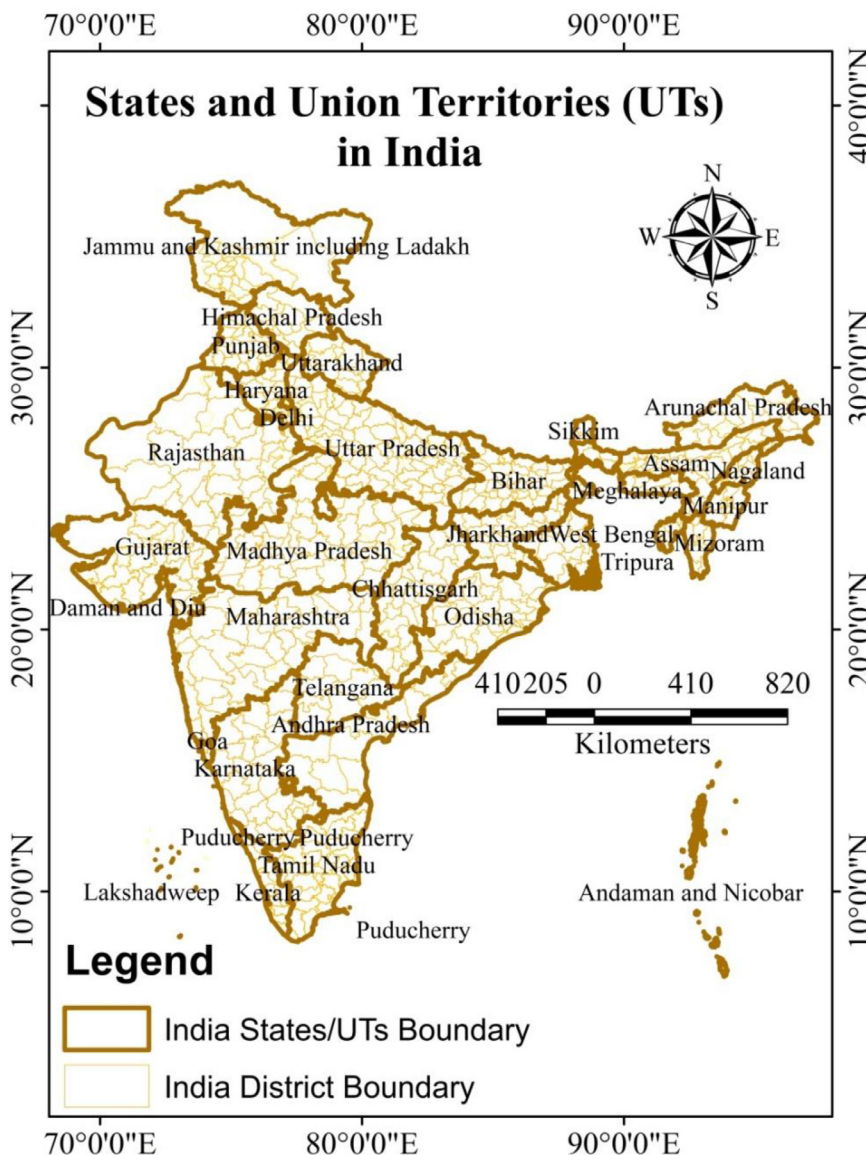 70°0'0"E 80°0'0"E 90°0'0"E
States and Union Territories (UTs)
in India
N
W E
S
40°0'0"N 40°0'0"N
Jammu and Kashmir including Ladakh
Himachal Pradesh
Punjab
Uttarakhand
30°0'0"N 30°0'0"N
Haryana
Delhi
Arunachal Pradesh
Sikkim
Rajasthan
Uttar Pradesh
Assam
Nagaland
Bihar
Meghalaya
Manipur
Jharkhand
West Bengal
Mizoram
Tripura
Gujarat
Madhya Pradesh
Chhattisgarh
Daman and Diu
Maharashtra
Odisha
20°0'0"N 20°0'0"N
Telangana
410 205 0 410 820
Kilometers
Andhra Pradesh
Goa
Karnataka
Puducherry
Puducherry
Tamil Nadu
Lakshadweep
Kerala
Andaman and Nicobar
10°0'0"N 10°0'0"N
Puducherry
Legend
India States/UTs Boundary
India District Boundary
70°0'0"E 80°0'0"E 90°0'0"E